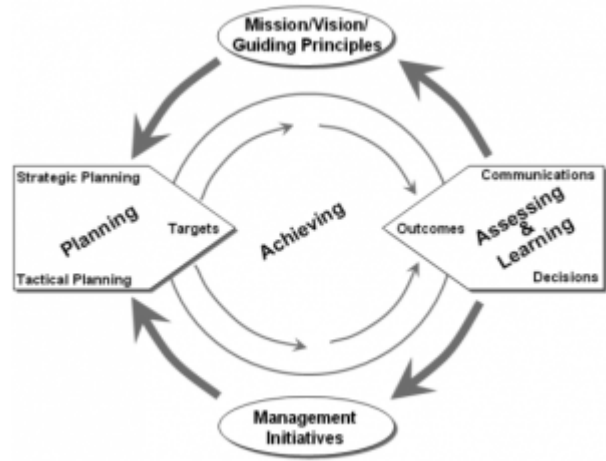 Mission/Vision/
Guiding Principles
Strategic Planning
Communications
Planning
Targets
Achieving
Outcomes
Assessing
&
Learning
Tactical Planning
Decisions
Management
Initiatives